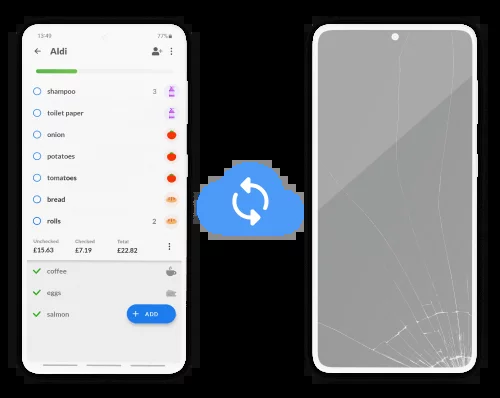 13:49 77%
Aldi
shampoo 3
toilet paper
onion
potatoes
tomatoes
bread
rolls 2
Unchecked Checked Total
£15.63 £7.19 £22.82
coffee
eggs
salmon
+ ADD